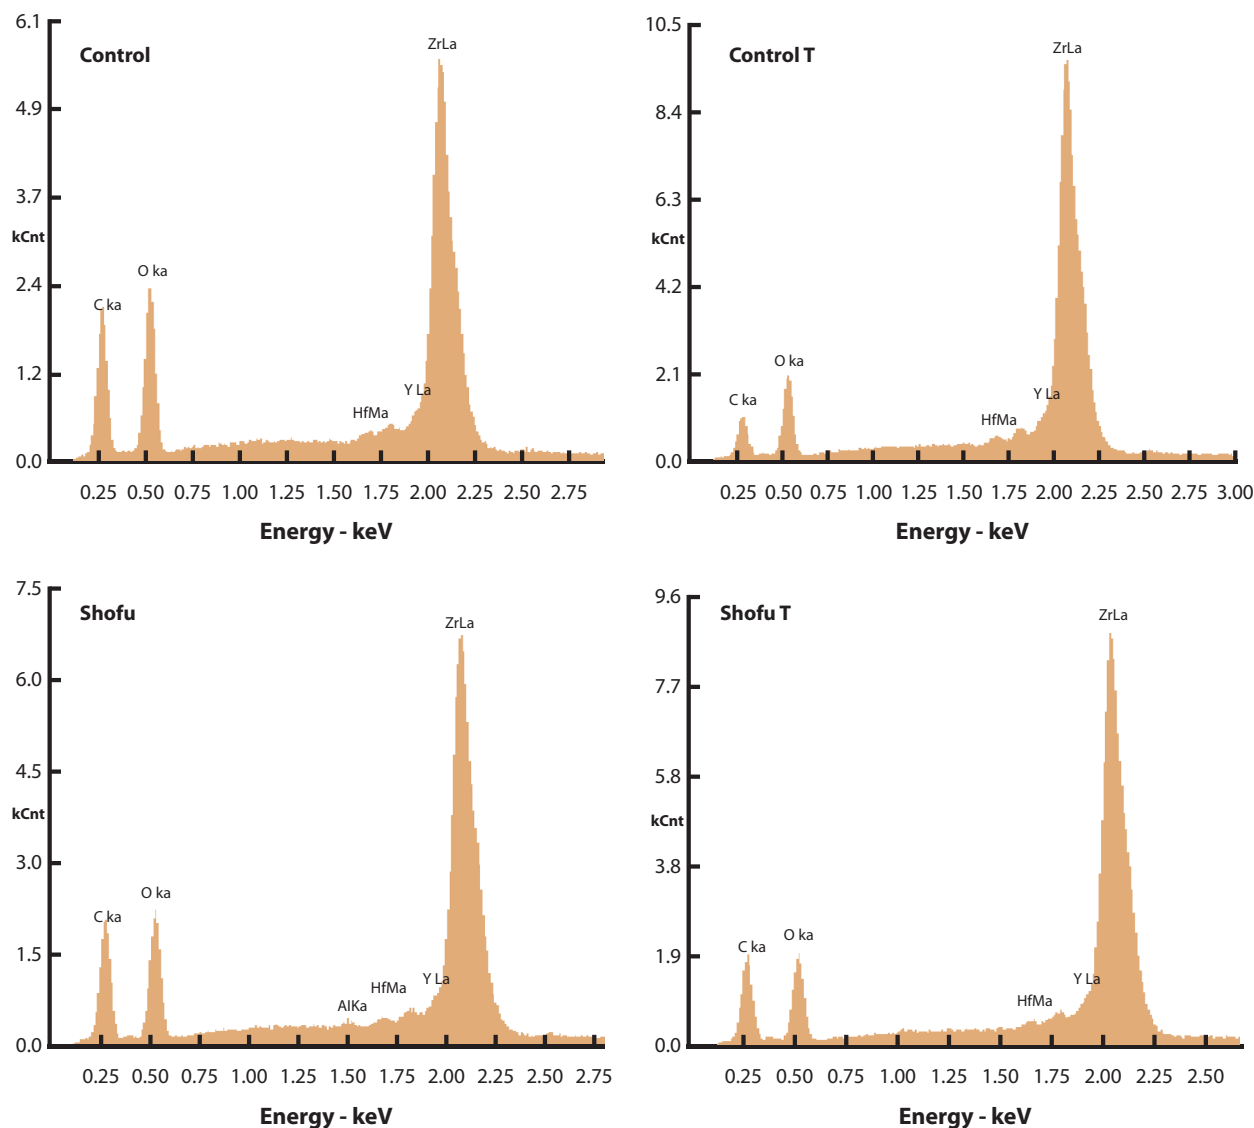 Control
6.1
4.9
3.7
kCnt
2.4
1.2
0.0
C ka
O ka
HfMa
Y La
ZrLa
0.25 0.50 0.75 1.00 1.25 1.75 2.00 2.50 2.75
Energy - keV
Control T
10.5
8.4
6.3
kCnt
4.2
2.1
0.0
C ka
O ka
HfMa
Y La
ZrLa
0.25 0.50 0.75 1.00 1.25 1.50 1.75 2.00 2.25 2.50 2.75 3.00
Energy - keV
Shofu
7.5
6.0
4.5
kCnt
3.0
1.5
0.0
C ka
O ka
AlKa
HfMa
Y La
ZrLa
0.25 0.50 0.75 1.00 1.25 1.50 1.75 2.00 2.25 2.50 2.75
Energy - keV
Shofu T
9.6
7.7
5.8
kCnt
3.8
1.9
0.0
C ka
O ka
HfMa
Y La
ZrLa
0.25 0.50 0.75 1.00 1.25 1.50 1.75 2.00 2.25 2.50
Energy - keV